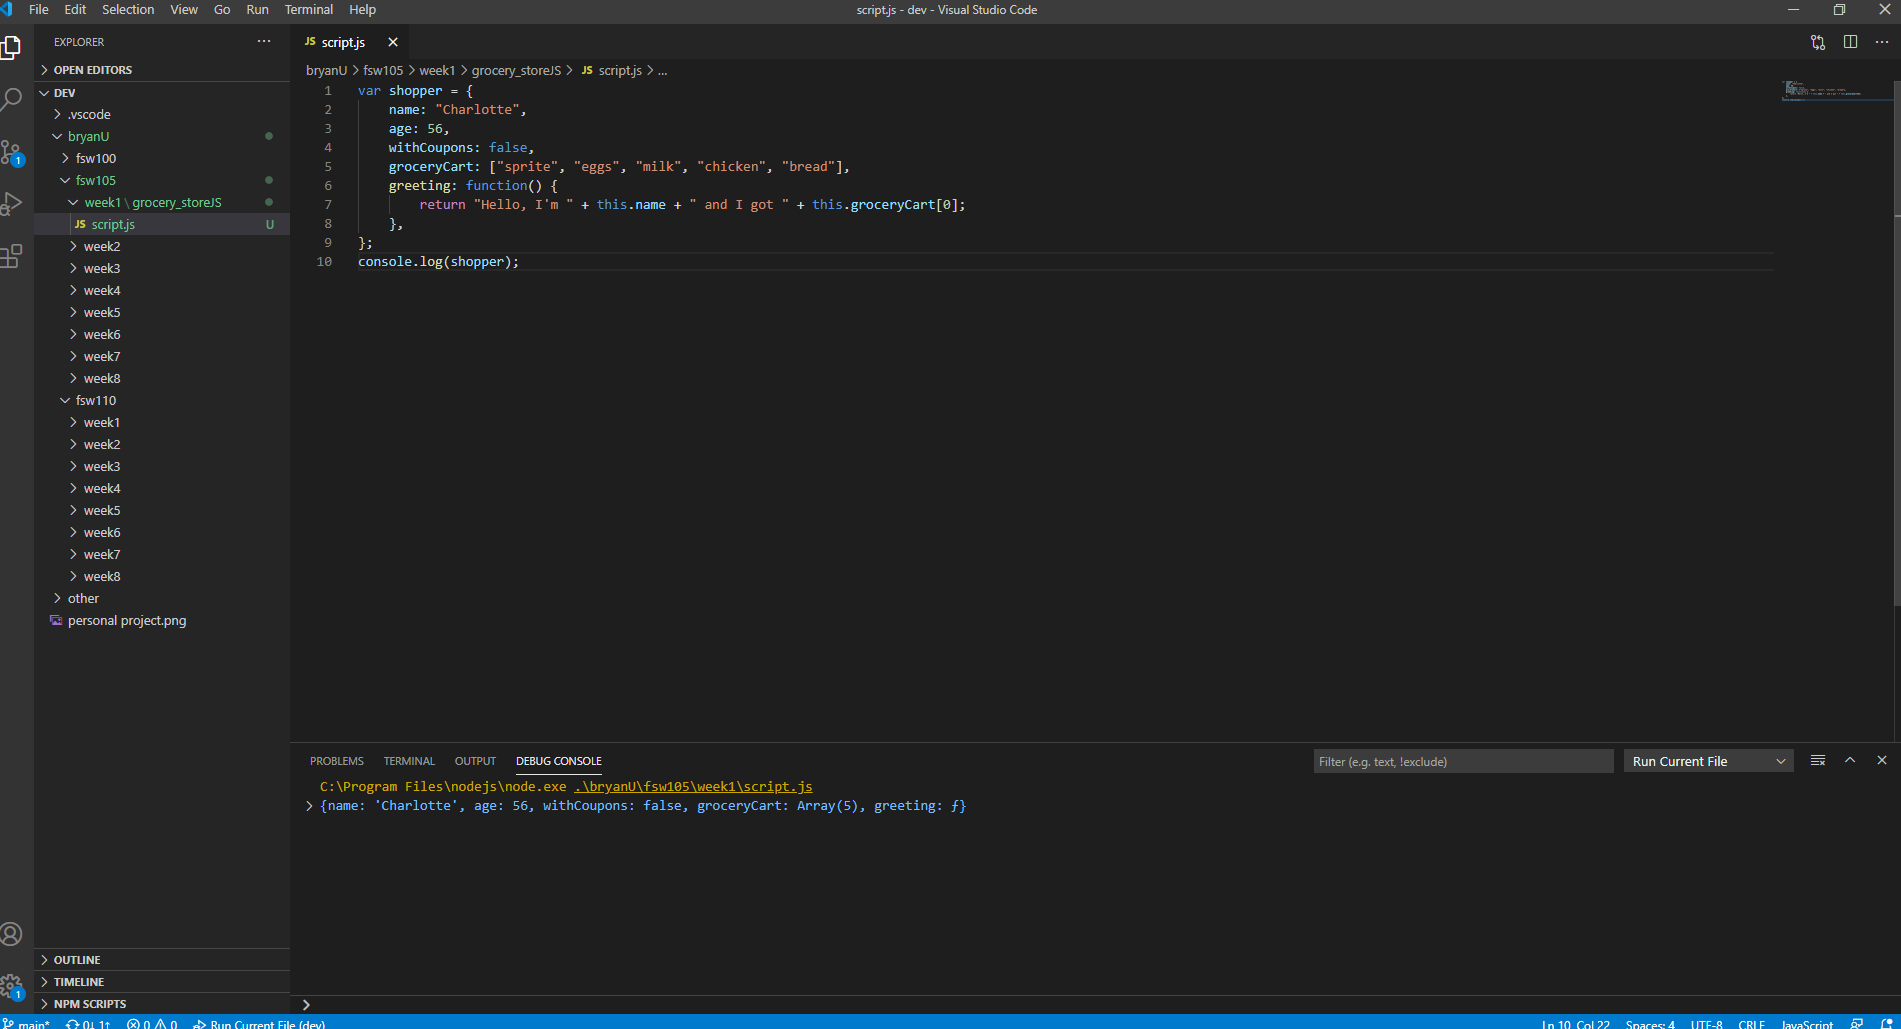 File Edit Selection View Go Run Terminal Help
script.js - dev - Visual Studio Code
EXPLORER
OPEN EDITORS
DEV
.vscode
bryanU
fsw100
fsw105
week1 \ grocery_storeJS
JS script.js U
week2
week3
week4
week5
week6
week7
week8
fsw110
week1
week2
week3
week4
week5
week6
week7
week8
other
personal project.png
OUTLINE
TIMELINE
NPM SCRIPTS
1
1
JS script.js
bryanU > fsw105 > week1 > grocery_storeJS > JS script.js > ...
1 var shopper = {
2 name: "Charlotte",
3 age: 56,
4 withCoupons: false,
5 groceryCart: ["sprite", "eggs", "milk", "chicken", "bread"],
6 greeting: function() {
7 return "Hello, I'm " + this.name + " and I got " + this.groceryCart[0];
8 },
9 };
10 console.log(shopper);
PROBLEMS TERMINAL OUTPUT DEBUG CONSOLE
Filter (e.g. text, !exclude)
Run Current File
C:\Program Files\nodejs\node.exe .\bryanU\fsw105\week1\script.js
{name: 'Charlotte', age: 56, withCoupons: false, groceryCart: Array(5), greeting: ƒ}
main* 0↓ 1↑ 0 0 Run Current File (dev)
Ln 10, Col 22 Spaces: 4 UTF-8 CRLF JavaScript